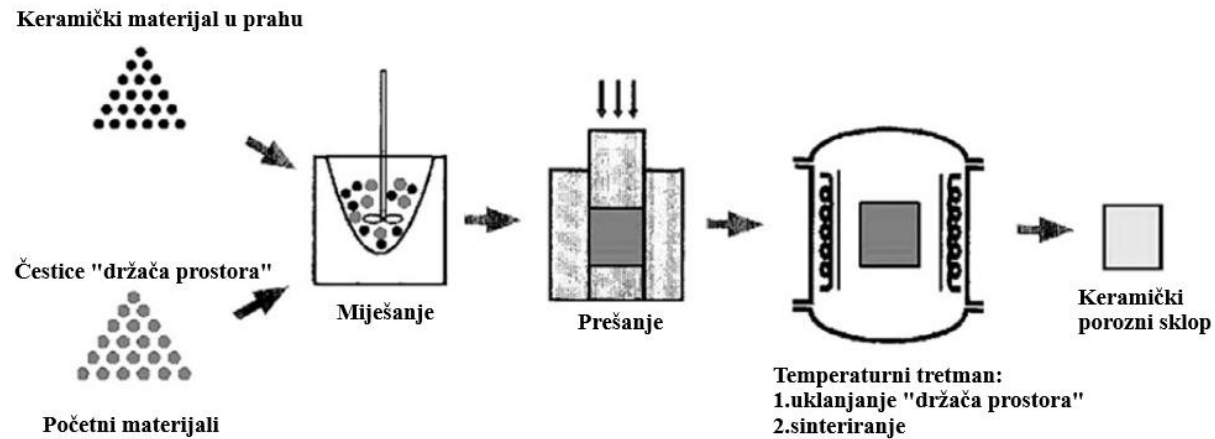 Keramički materijal u prahu
Čestice "držača prostora"
Početni materijali
Miješanje
Prešanje
Temperaturni tretman:
1.uklanjanje "držača prostora"
2.sinteriranje
Keramički
porozni sklop